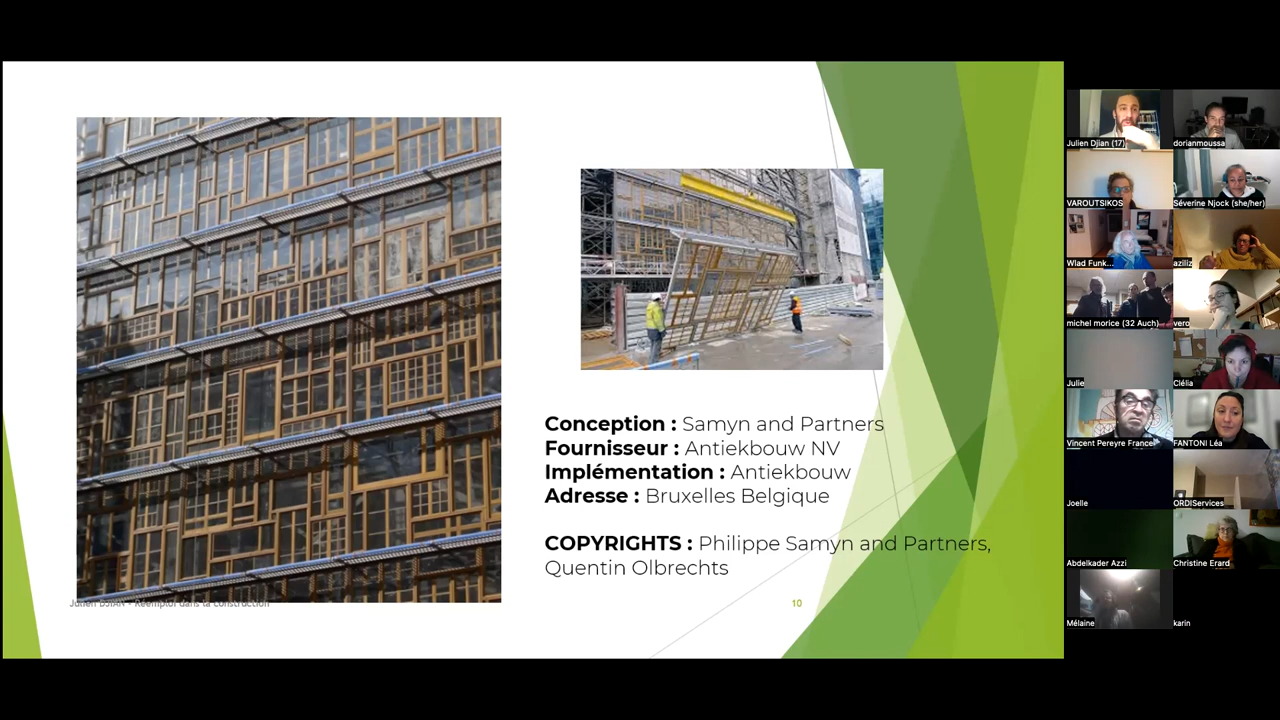 Conception : Samyn and Partners
Fournisseur : Antiekbouw NV
Implémentation : Antiekbouw
Adresse : Bruxelles Belgique
COPYRIGHTS : Philippe Samyn and Partners,
Quentin Olbrechts
Julien DJIAN - Réemploi dans la construction
10
Julien Djian (17)
dorianmoussa
VAROUTSIKOS
Séverine Njock (she/her)
Wlad Funk...
aziliz
michel morice (32 Auch)
vero
Julie
Clélia
Vincent Pereyre France
FANTONI Léa
Joelle
ORDIServices
Abdelkader Azzi
Christine Erard
Mélaine
karin